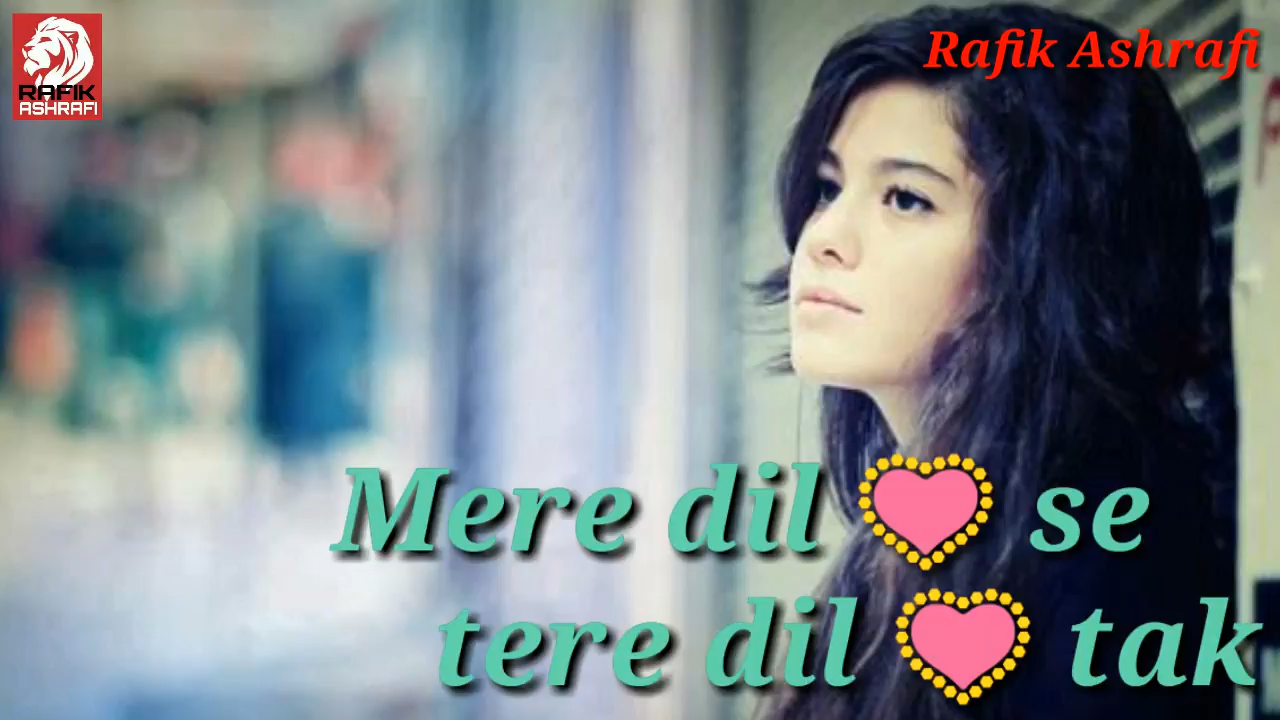 RAFIK
ASHRAFI
Rafik Ashrafi
Mere dil 💗 se
tere dil 💗 tak